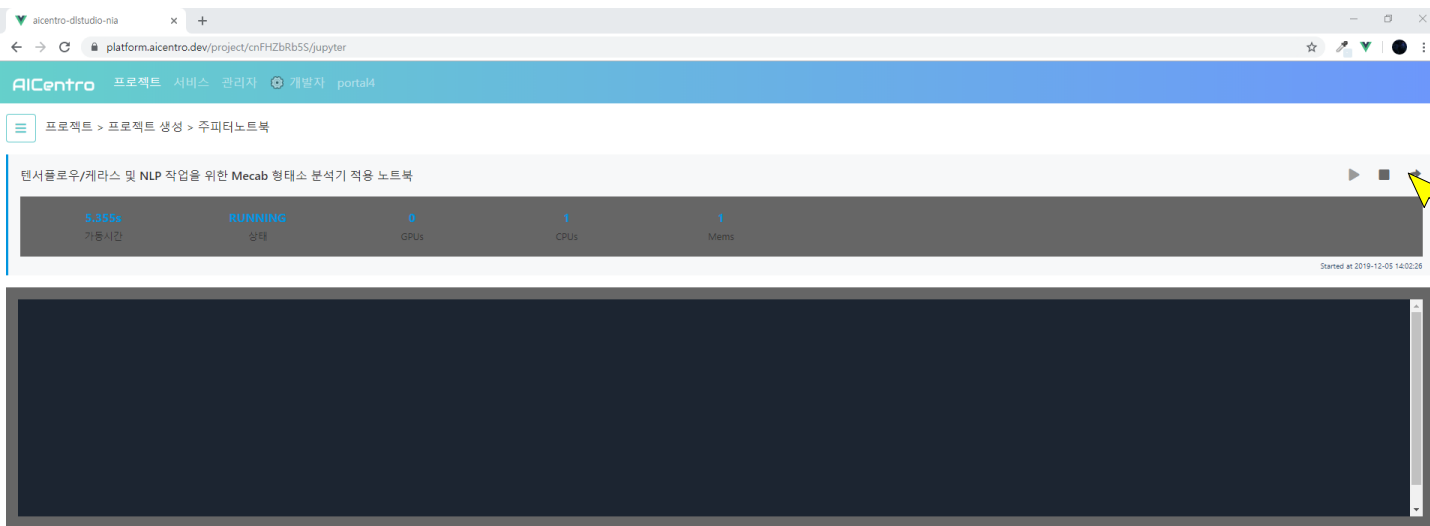 aicentro-dlstudio-nia
platform.aicentro.dev/project/cnFHZbRb5S/jupyter
AICentro 프로젝트 서비스 관리자 개발자 portal4
프로젝트 > 프로젝트 생성 > 주피터노트북
텐서플로우/케라스 및 NLP 작업을 위한 Mecab 형태소 분석기 적용 노트북
5.355s RUNNING 0 1 1
가동시간 상태 GPUs CPUs Mems
Started at 2019-12-05 14:02:26